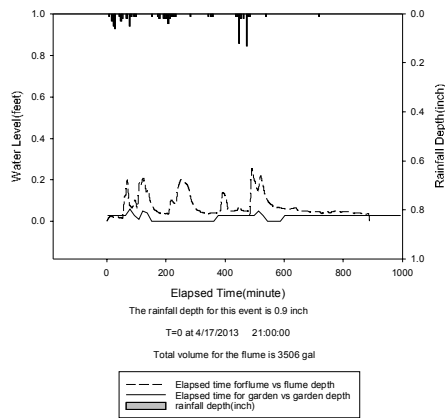 1.0
0.8
0.6
0.4
0.2
0.0
Water Level(feet)
0.0
0.2
0.4
0.6
0.8
1.0
Rainfall Depth(inch)
0
200
400
600
800
1000
Elapsed Time(minute)
The rainfall depth for this event is 0.9 inch
T=0 at 4/17/2013 21:00:00
Total volume for the flume is 3506 gal
Elapsed time forflume vs flume depth
Elapsed time for garden vs garden depth
rainfall depth(inch)